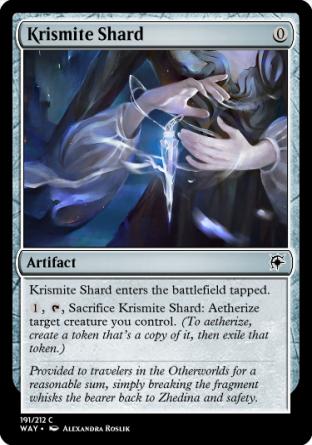 Krismite Shard 0
Artifact
Krismite Shard enters the battlefield tapped.
1, , Sacrifice Krismite Shard: Aetherize
target creature you control. (To aetherize,
create a token that's a copy of it, then exile that
token.)
Provided to travelers in the Otherworlds for a
reasonable sum, simply breaking the fragment
whisks the bearer back to Zhedina and safety.
191/212 C
WAY • Alexandra Roslik